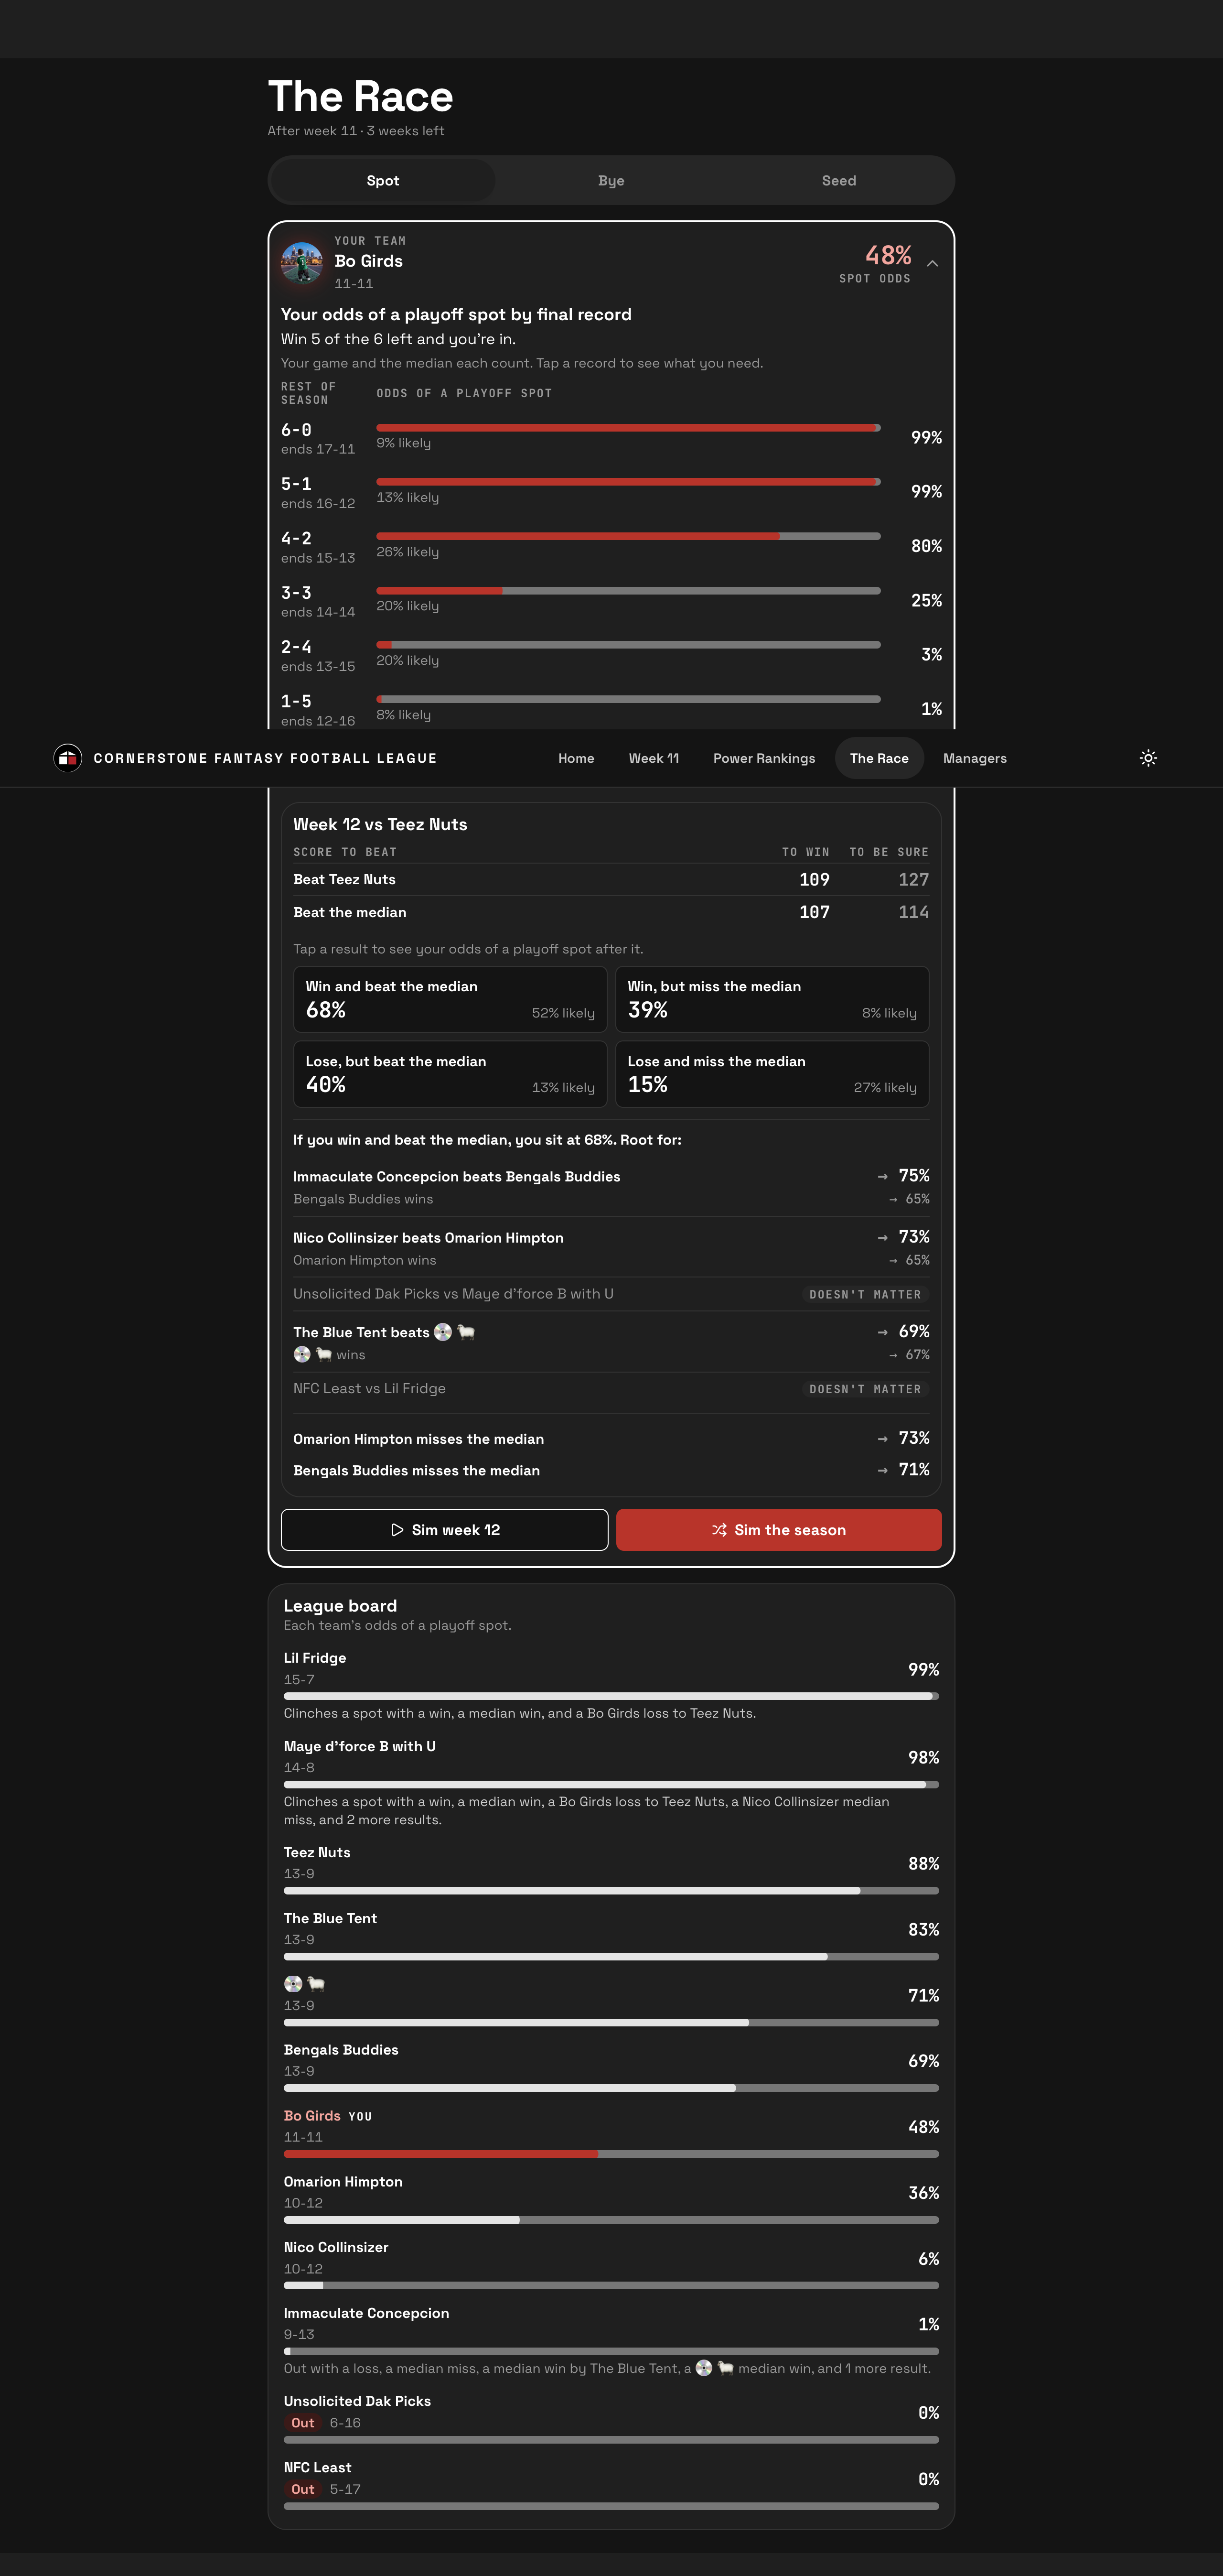 The Race
After week 11 · 3 weeks left
Spot
Bye
Seed
YOUR TEAM
Bo Girds
11-11
48%
SPOT ODDS
Your odds of a playoff spot by final record
Win 5 of the 6 left and you're in.
Your game and the median each count. Tap a record to see what you need.
REST OF
SEASON
ODDS OF A PLAYOFF SPOT
6-0
ends 17-11
9% likely
99%
5-1
ends 16-12
13% likely
99%
4-2
ends 15-13
26% likely
80%
3-3
ends 14-14
20% likely
25%
2-4
ends 13-15
20% likely
3%
1-5
ends 12-16
8% likely
1%
CORNERSTONE FANTASY FOOTBALL LEAGUE
Home
Week 11
Power Rankings
The Race
Managers
Week 12 vs Teez Nuts
SCORE TO BEAT
TO WIN
TO BE SURE
Beat Teez Nuts
109
127
Beat the median
107
114
Tap a result to see your odds of a playoff spot after it.
Win and beat the median
68%
52% likely
Win, but miss the median
39%
8% likely
Lose, but beat the median
40%
13% likely
Lose and miss the median
15%
27% likely
If you win and beat the median, you sit at 68%. Root for:
Immaculate Concepcion beats Bengals Buddies
→ 75%
Bengals Buddies wins
→ 65%
Nico Collinsizer beats Omarion Himpton
→ 73%
Omarion Himpton wins
→ 65%
Unsolicited Dak Picks vs Maye d'force B with U
DOESN'T MATTER
The Blue Tent beats 💿 🐑
→ 69%
💿 🐑 wins
→ 67%
NFC Least vs Lil Fridge
DOESN'T MATTER
Omarion Himpton misses the median
→ 73%
Bengals Buddies misses the median
→ 71%
Sim week 12
Sim the season
League board
Each team's odds of a playoff spot.
Lil Fridge
15-7
99%
Clinches a spot with a win, a median win, and a Bo Girds loss to Teez Nuts.
Maye d'force B with U
14-8
98%
Clinches a spot with a win, a median win, a Bo Girds loss to Teez Nuts, a Nico Collinsizer median
miss, and 2 more results.
Teez Nuts
13-9
88%
The Blue Tent
13-9
83%
💿 🐑
13-9
71%
Bengals Buddies
13-9
69%
Bo Girds YOU
11-11
48%
Omarion Himpton
10-12
36%
Nico Collinsizer
10-12
6%
Immaculate Concepcion
9-13
1%
Out with a loss, a median miss, a median win by The Blue Tent, a 💿 🐑 median win, and 1 more result.
Unsolicited Dak Picks
Out 6-16
0%
NFC Least
Out 5-17
0%